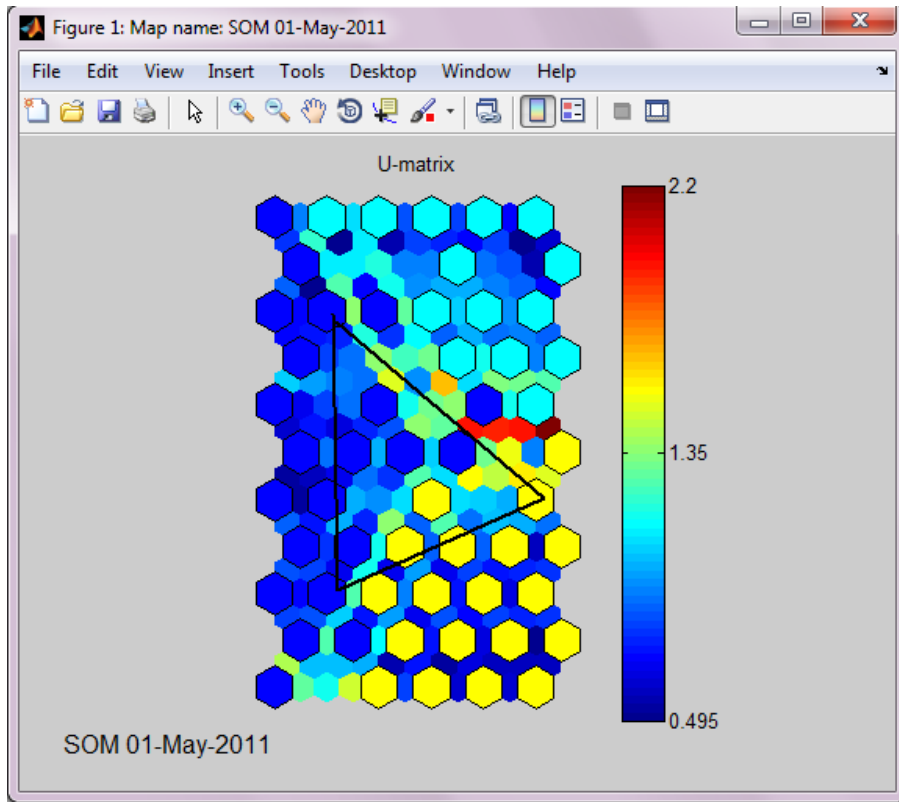 Figure 1: Map name: SOM 01-May-2011
File Edit View Insert Tools Desktop Window Help
U-matrix
2.2
1.35
0.495
SOM 01-May-2011